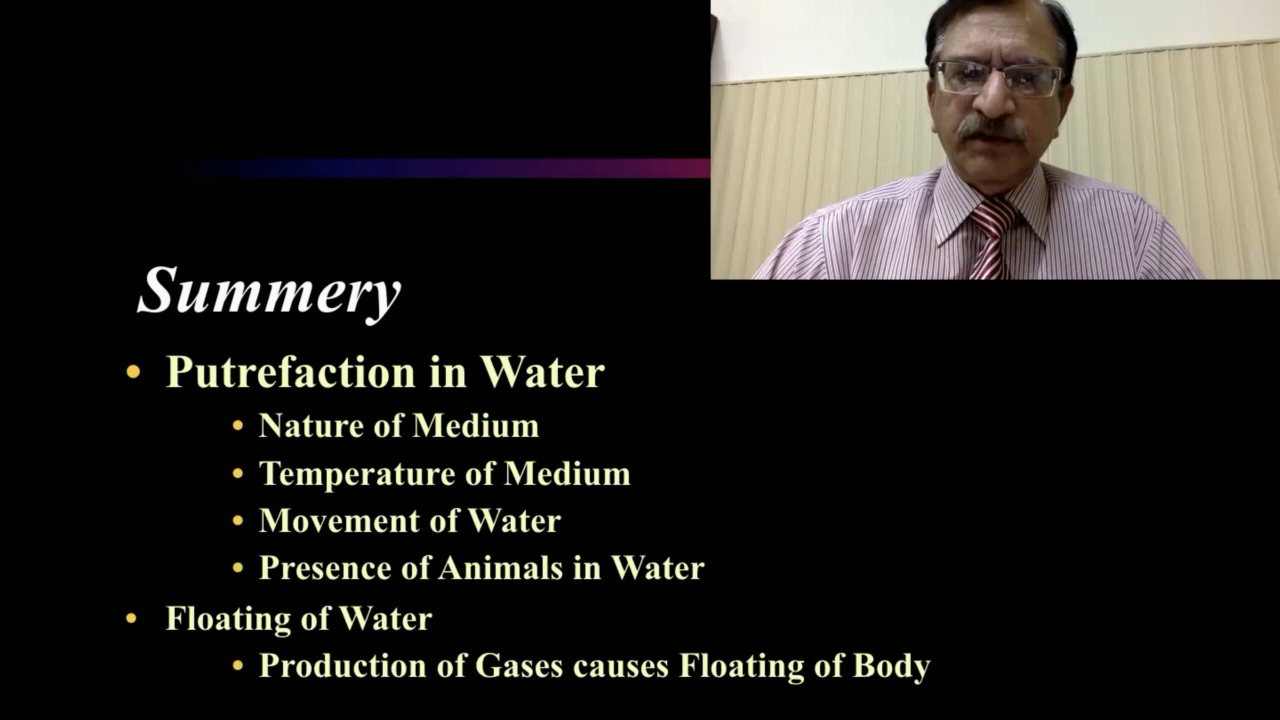 Summery
• Putrefaction in Water
• Nature of Medium
• Temperature of Medium
• Movement of Water
• Presence of Animals in Water
• Floating of Water
• Production of Gases causes Floating of Body